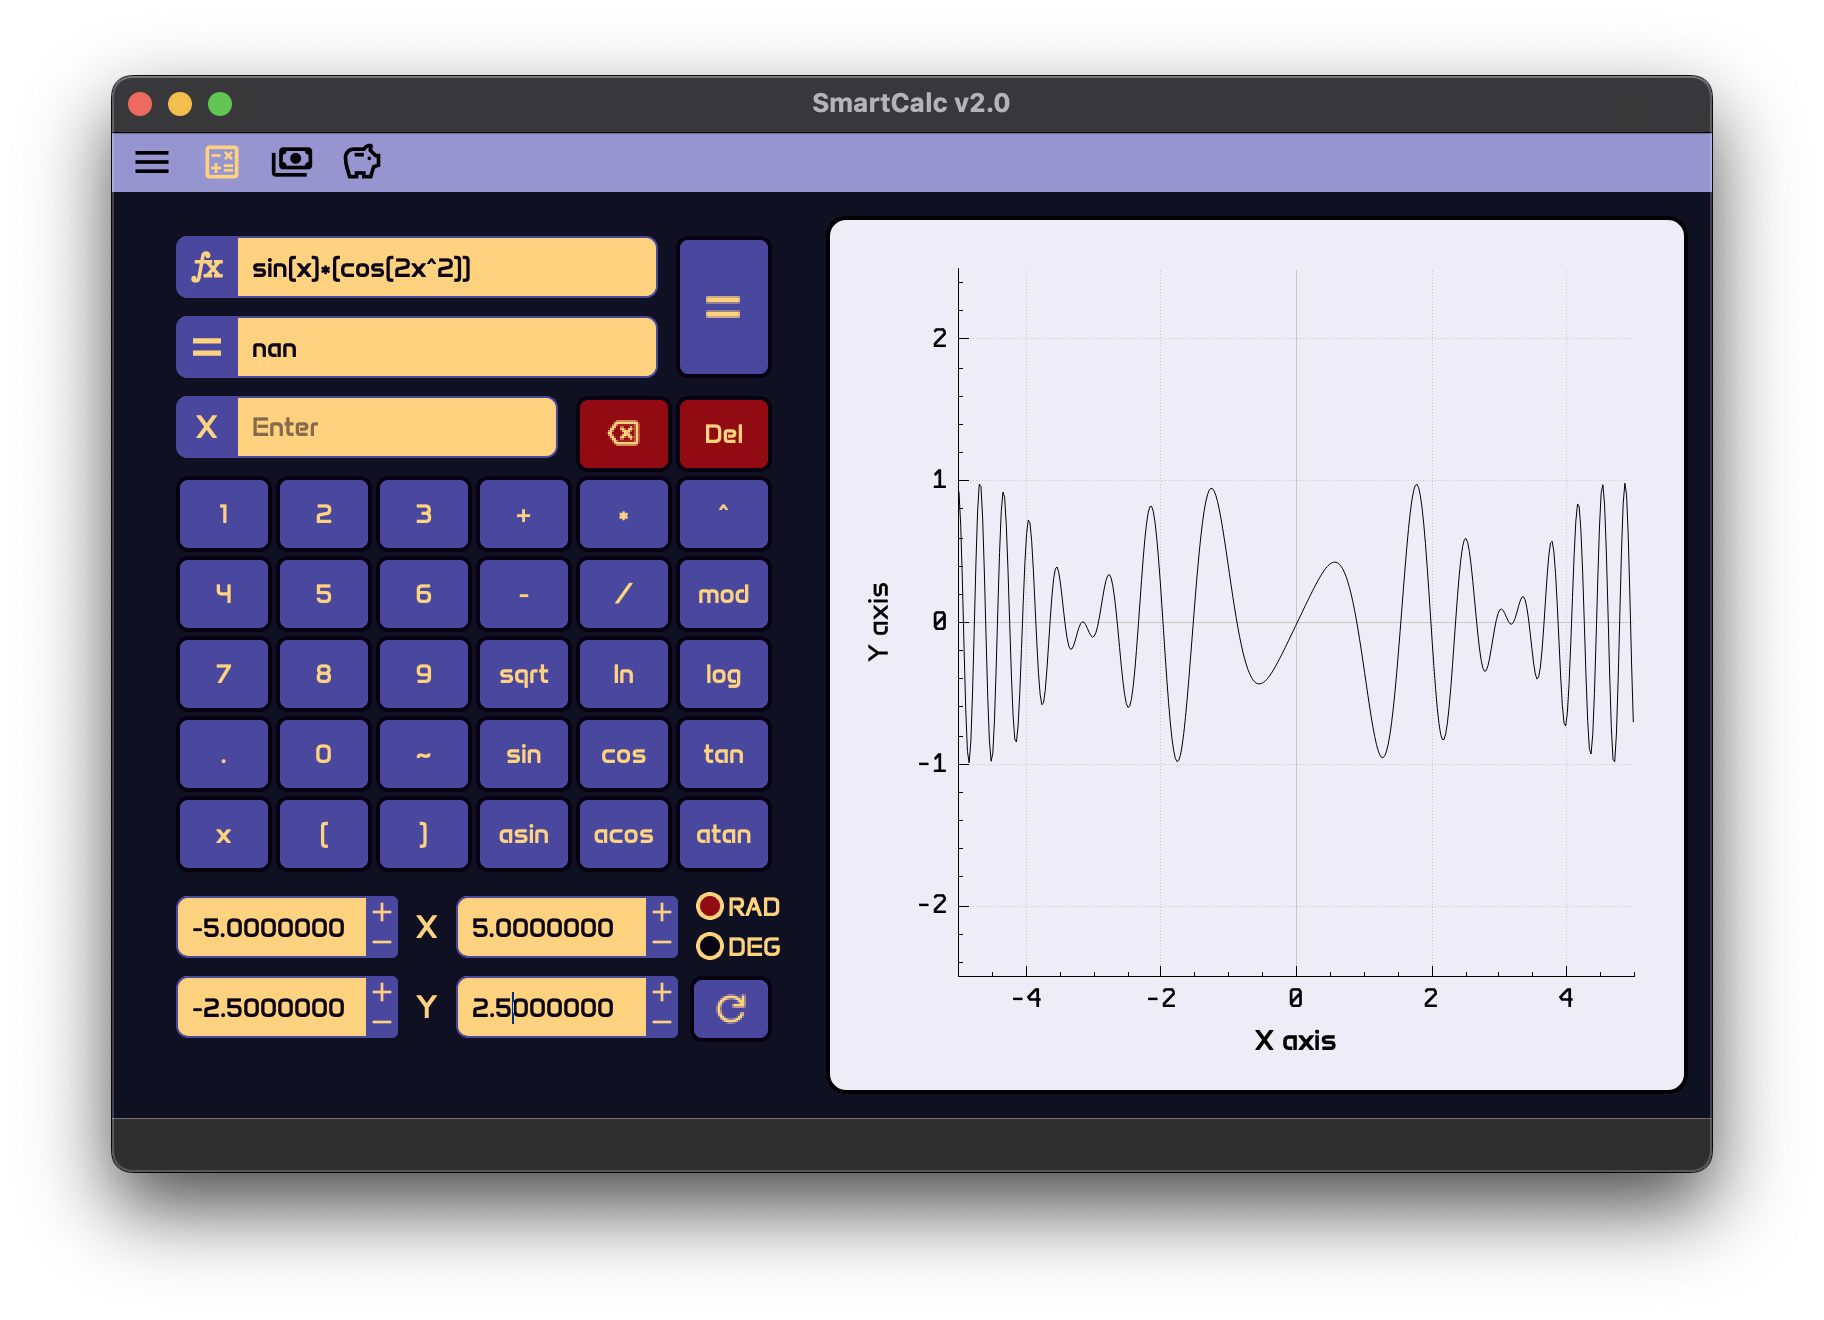 SmartCalc v2.0
fx sin(x)*(cos(2x^2))
=
= nan
X Enter
Del
1 2 3 + * ^
4 5 6 - / mod
7 8 9 sqrt ln log
. 0 ~ sin cos tan
x ( ) asin acos atan
-5.0000000 + − X 5.0000000 + − RAD
DEG
-2.5000000 + − Y 2.5000000 + −
2
1
0
-1
-2
Y axis
-4 -2 0 2 4
X axis